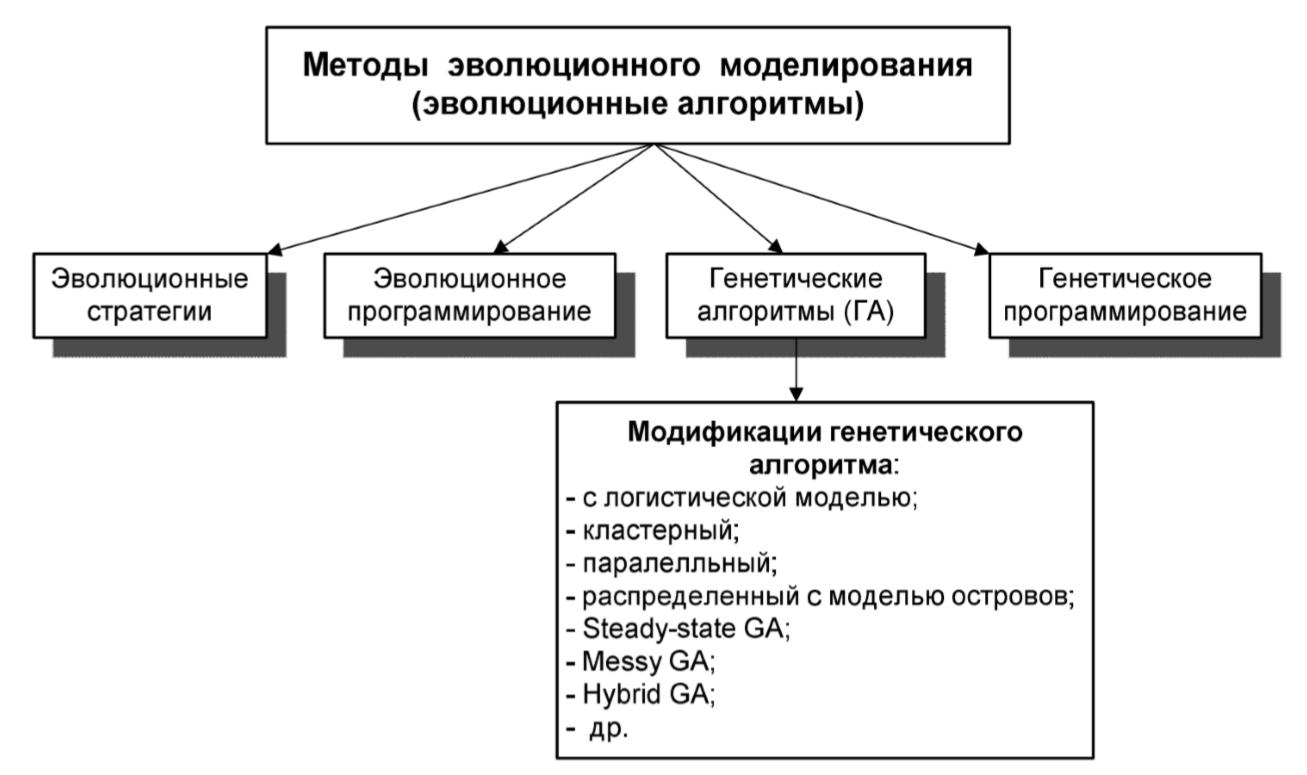 Методы эволюционного моделирования
(эволюционные алгоритмы)
Эволюционные
стратегии
Эволюционное
программирование
Генетические
алгоритмы (ГА)
Генетическое
программирование
Модификации генетического
алгоритма:
- с логистической моделью;
- кластерный;
- паралелльный;
- распределенный с моделью островов;
- Steady-state GA;
- Messy GA;
- Hybrid GA;
- др.